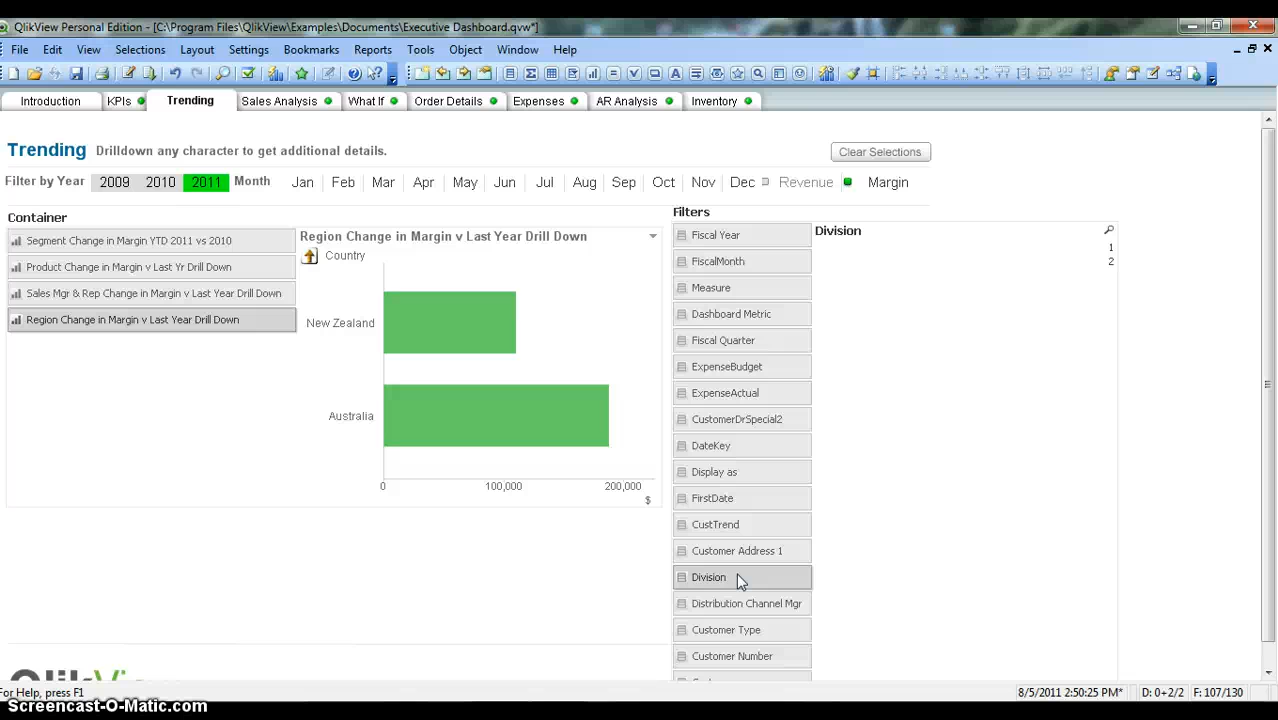 QlikView Personal Edition - [C:\Program Files\QlikView\Examples\Documents\Executive Dashboard.qvw*]
File Edit View Selections Layout Settings Bookmarks Reports Tools Object Window Help
Introduction KPIs Trending Sales Analysis What If Order Details Expenses AR Analysis Inventory
Trending Drilldown any character to get additional details.
Clear Selections
Filter by Year 2009 2010 2011 Month Jan Feb Mar Apr May Jun Jul Aug Sep Oct Nov Dec Revenue Margin
Container
Segment Change in Margin YTD 2011 vs 2010
Product Change in Margin v Last Yr Drill Down
Sales Mgr & Rep Change in Margin v Last Year Drill Down
Region Change in Margin v Last Year Drill Down
Region Change in Margin v Last Year Drill Down
Country
New Zealand
Australia
0 100,000 200,000
$
Filters
Fiscal Year
FiscalMonth
Measure
Dashboard Metric
Fiscal Quarter
ExpenseBudget
ExpenseActual
CustomerDrSpecial2
DateKey
Display as
FirstDate
CustTrend
Customer Address 1
Division
Distribution Channel Mgr
Customer Type
Customer Number
Division
1
2
QlikView
For Help, press F1
8/5/2011 2:50:25 PM*
D: 0+2/2
F: 107/130
Screencast-O-Matic.com